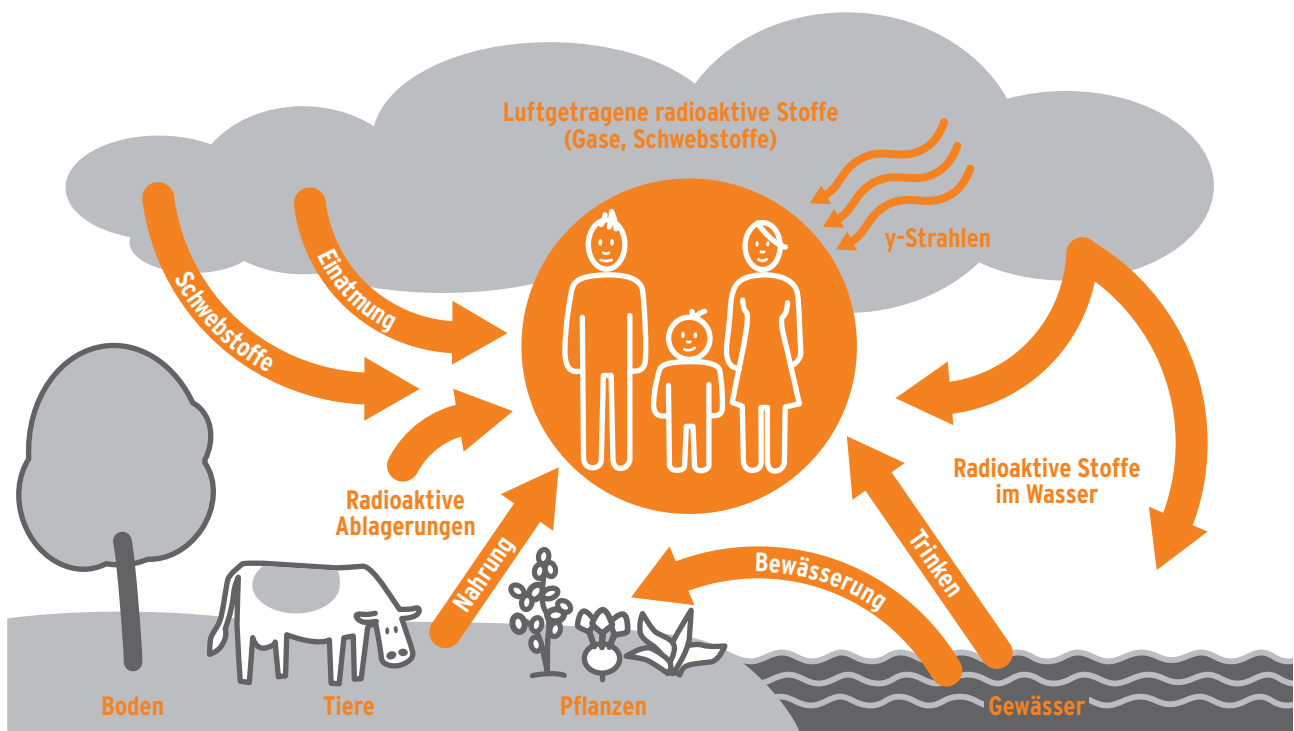 Luftgetragene radioaktive Stoffe
(Gase, Schwebstoffe)
γ-Strahlen
Einatmung
Schwebstoffe
Radioaktive
Ablagerungen
Radioaktive Stoffe
im Wasser
Nahrung
Bewässerung
Trinken
Boden
Tiere
Pflanzen
Gewässer